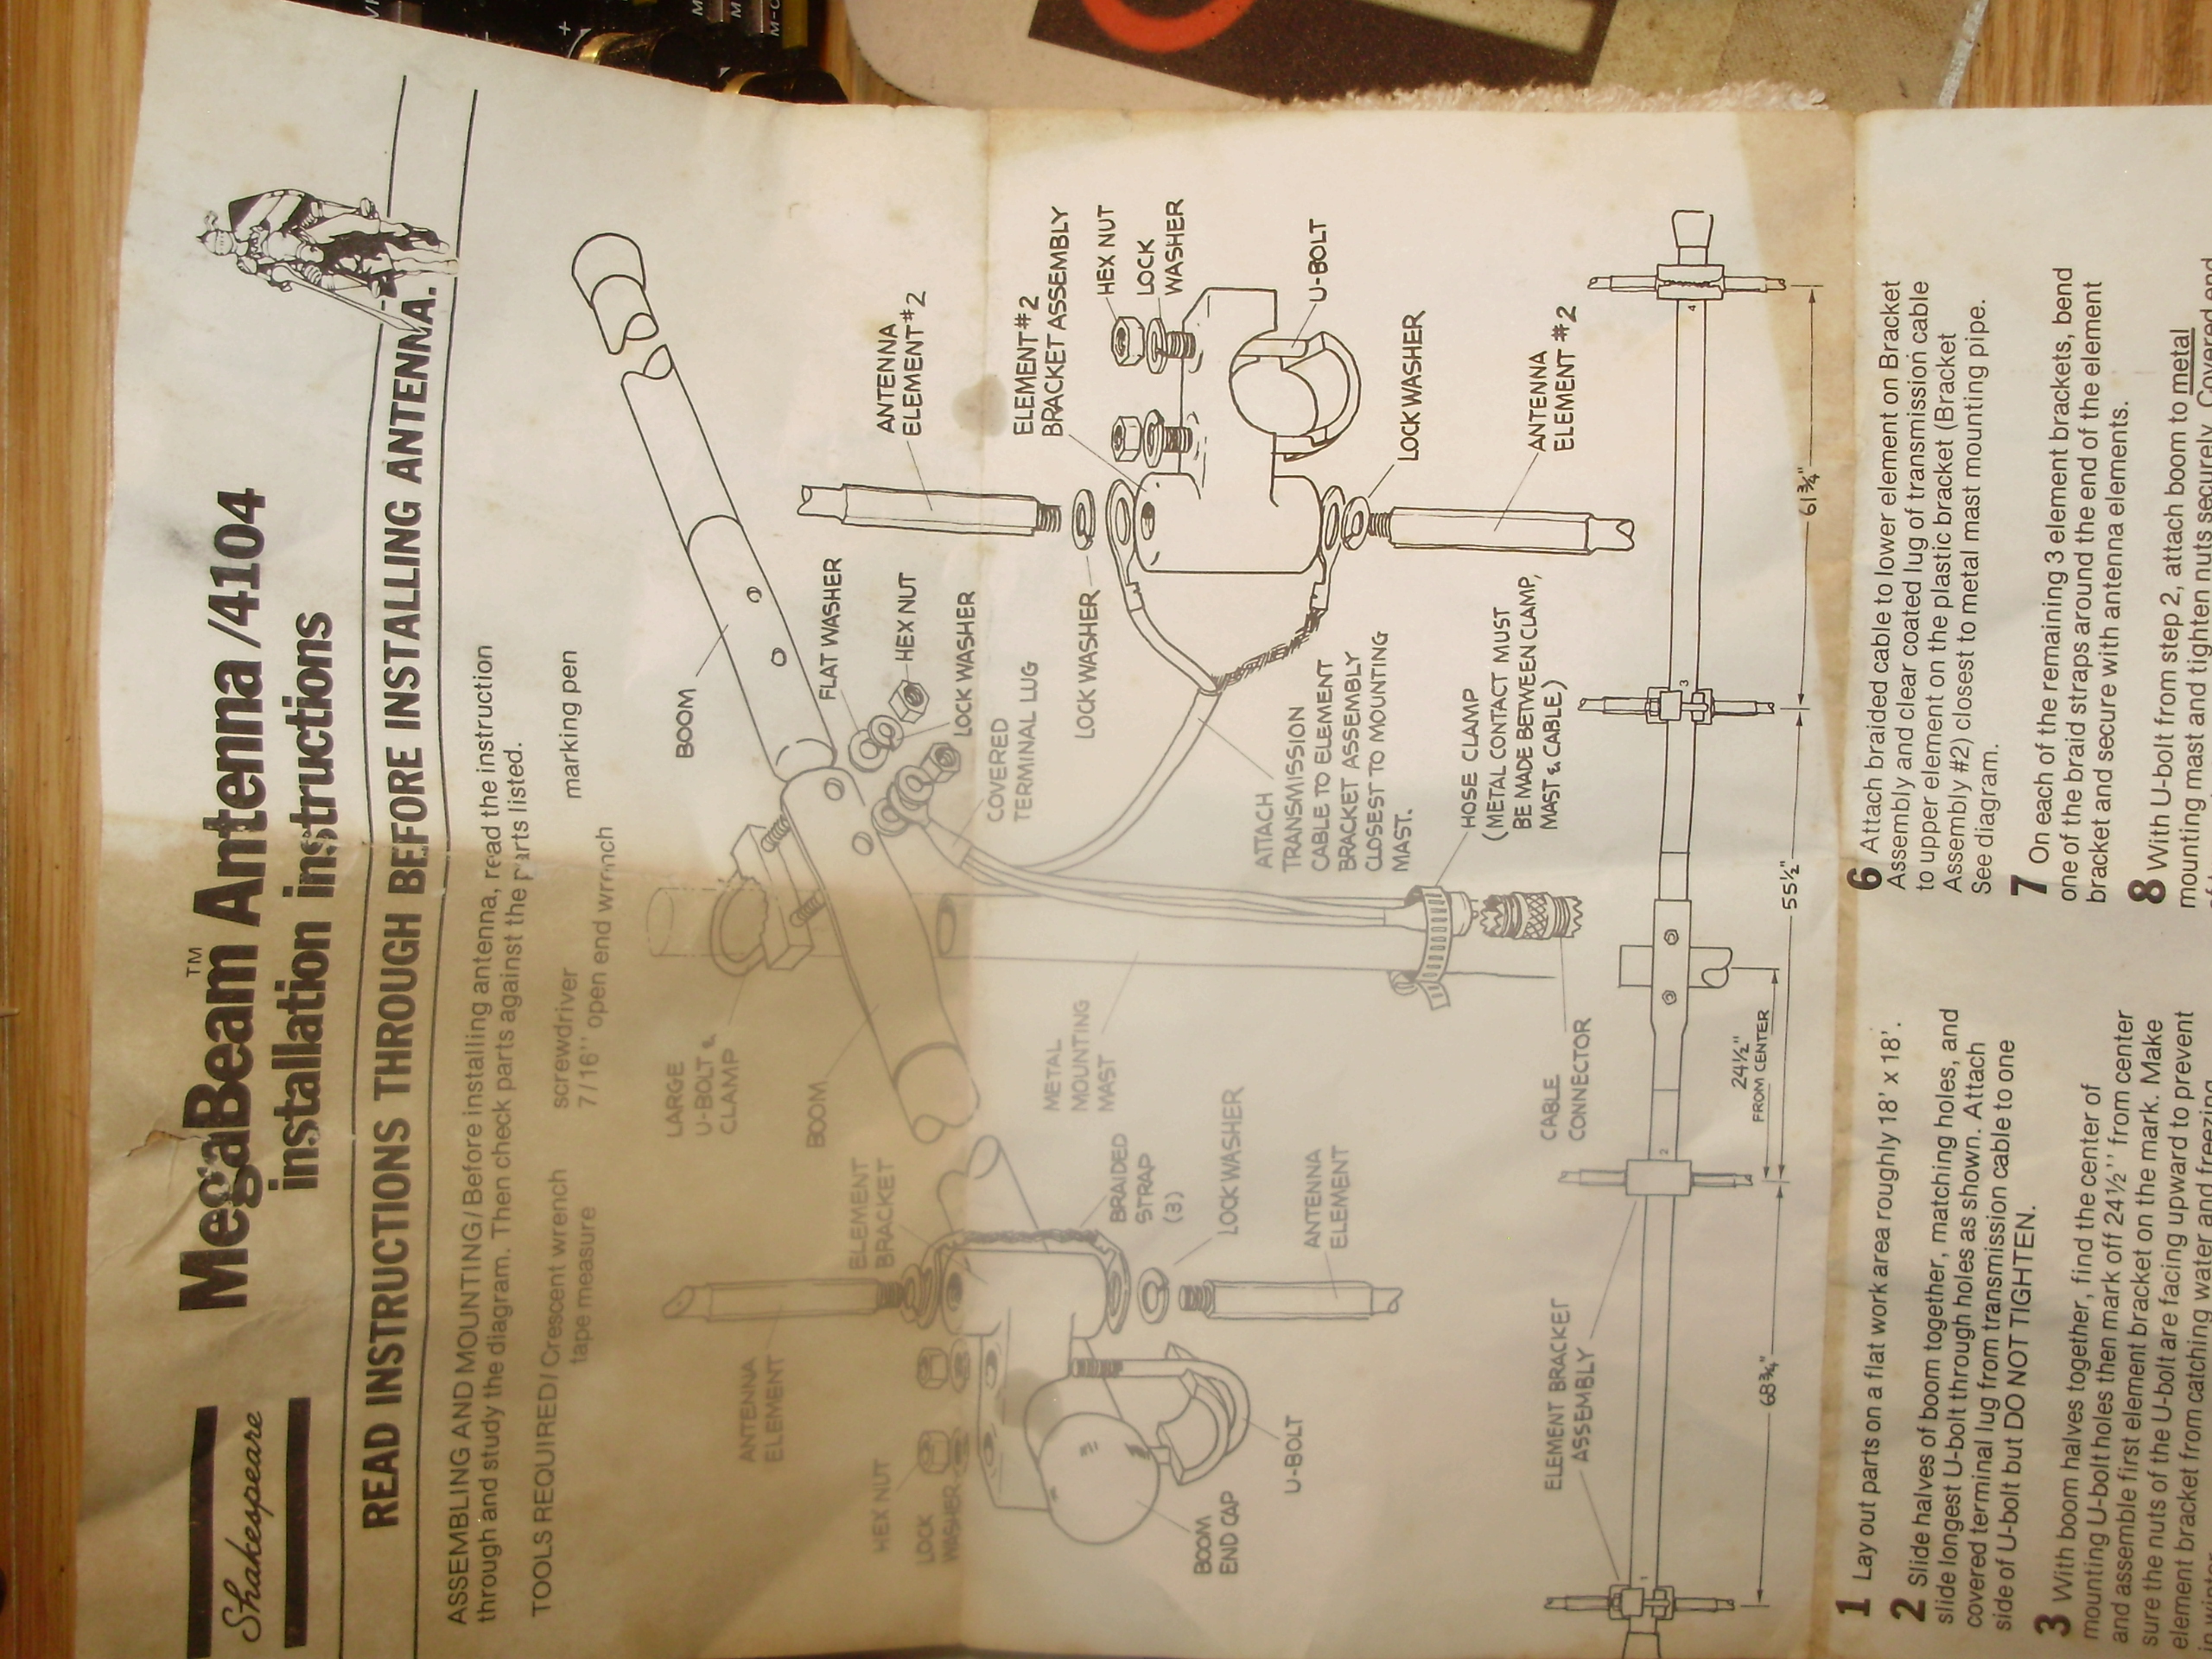 Shakespeare
MegaBeam™ Antenna/4104
installation instructions
READ INSTRUCTIONS THROUGH BEFORE INSTALLING ANTENNA.
ASSEMBLING AND MOUNTING/Before installing antenna, read the instruction
through and study the diagram. Then check parts against the parts listed.
TOOLS REQUIRED/Crescent wrench screwdriver marking pen
tape measure 7/16'' open end wrench
BOOM
LARGE
U-BOLT &
CLAMP
BOOM
FLAT WASHER
HEX NUT
LOCK WASHER
COVERED
TERMINAL LUG
ANTENNA
ELEMENT #2
ELEMENT #2
BRACKET ASSEMBLY
HEX NUT
LOCK
WASHER
U-BOLT
LOCK WASHER
LOCK WASHER
ANTENNA
ELEMENT #2
ATTACH
TRANSMISSION
CABLE TO ELEMENT
BRACKET ASSEMBLY
CLOSEST TO MOUNTING
MAST.
HOSE CLAMP
(METAL CONTACT MUST
BE MADE BETWEEN CLAMP,
MAST & CABLE.)
METAL
MOUNTING
MAST
CABLE
CONNECTOR
ANTENNA
ELEMENT
ELEMENT
BRACKET
HEX NUT
LOCK
WASHER
BRAIDED
STRAP
(3)
LOCK WASHER
ANTENNA
ELEMENT
U-BOLT
BOOM
END CAP
ELEMENT BRACKET
ASSEMBLY
1
2
3
4
24½"
FROM CENTER
68¾"
55½"
61¾"
1 Lay out parts on a flat work area roughly 18' x 18'.
2 Slide halves of boom together, matching holes, and
slide longest U-bolt through holes as shown. Attach
covered terminal lug from transmission cable to one
side of U-bolt but DO NOT TIGHTEN.
3 With boom halves together, find the center of
mounting U-bolt holes then mark off 24½'' from center
and assemble first element bracket on the mark. Make
sure the nuts of the U-bolt are facing upward to prevent
element bracket from catching water and freezing
6 Attach braided cable to lower element on Bracket
Assembly and clear coated lug of transmission cable
to upper element on the plastic bracket (Bracket
Assembly #2) closest to metal mast mounting pipe.
See diagram.
7 On each of the remaining 3 element brackets, bend
one of the braid straps around the end of the element
bracket and secure with antenna elements.
8 With U-bolt from step 2, attach boom to metal
mounting mast and tighten nuts securely. Covered end